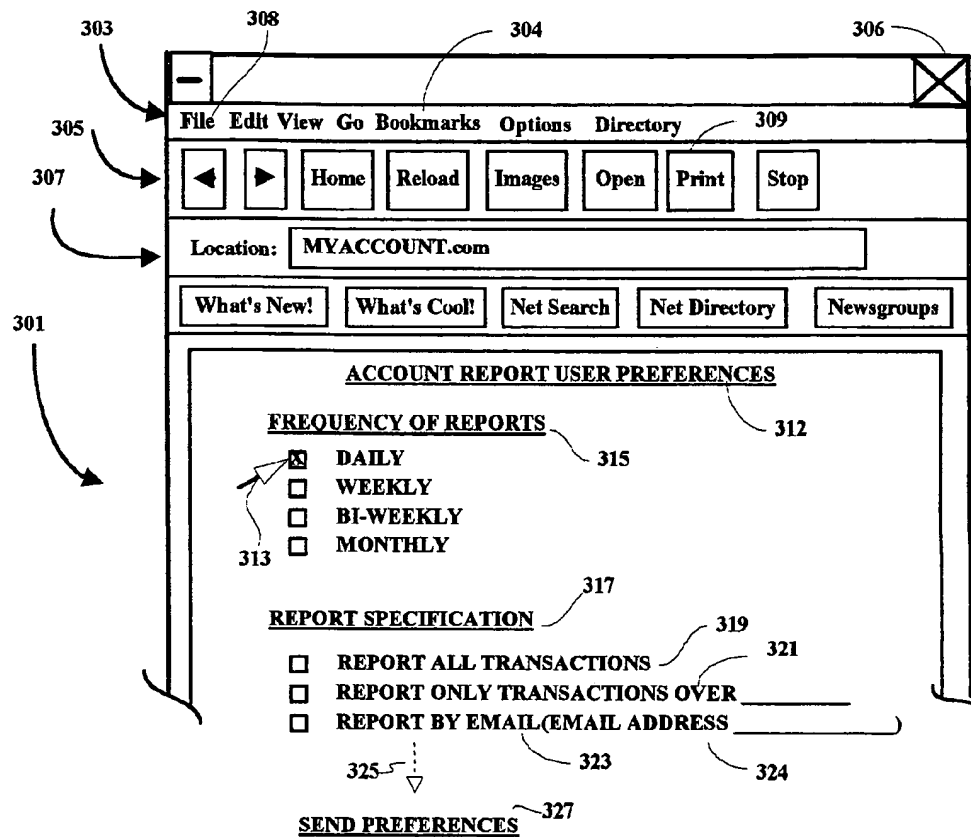 308
303
304
306
File Edit View Go Bookmarks Options Directory
309
305
Home Reload Images Open Print Stop
307
Location: MYACCOUNT.com
What's New! What's Cool! Net Search Net Directory Newsgroups
301
ACCOUNT REPORT USER PREFERENCES
312
FREQUENCY OF REPORTS
315
X DAILY
WEEKLY
BI-WEEKLY
MONTHLY
313
317
REPORT SPECIFICATION
319
REPORT ALL TRANSACTIONS
321
REPORT ONLY TRANSACTIONS OVER
REPORT BY EMAIL(EMAIL ADDRESS )
325
323
324
327
SEND PREFERENCES